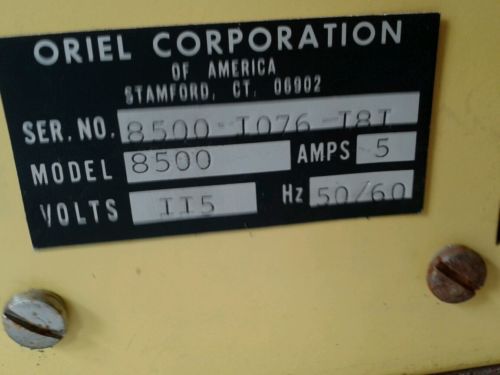 ORIEL CORPORATION
OF AMERICA
STAMFORD, CT. 06902
SER. NO. 8500-I076-I8I
MODEL 8500 AMPS 5
VOLTS II5 Hz 50/60